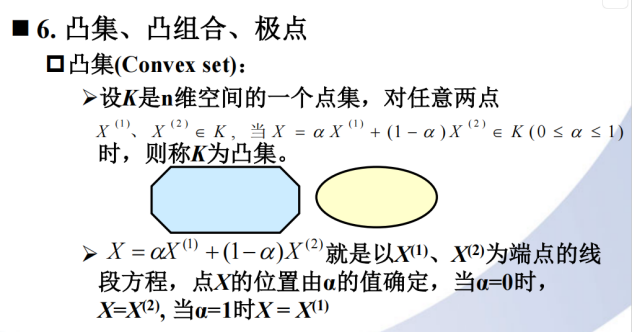 6. 凸集、凸组合、极点
凸集(Convex set):
设K是n维空间的一个点集，对任意两点
X⁽¹⁾、X⁽²⁾ ∈ K, 当 X = α X⁽¹⁾ + (1 − α) X⁽²⁾ ∈ K (0 ≤ α ≤ 1)
时，则称K为凸集。
X = αX⁽¹⁾ + (1−α)X⁽²⁾就是以X⁽¹⁾、X⁽²⁾为端点的线
段方程，点X的位置由α的值确定，当α=0时，
X=X⁽²⁾, 当α=1时X = X⁽¹⁾